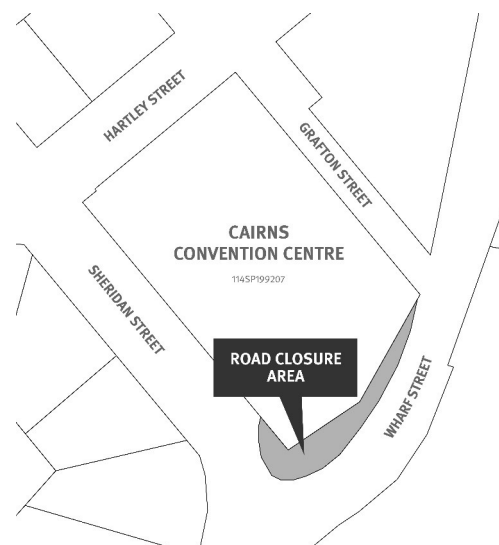 HARTLEY STREET
GRAFTON STREET
CAIRNS
CONVENTION CENTRE
114SP199207
SHERIDAN STREET
ROAD CLOSURE
AREA
WHARF STREET